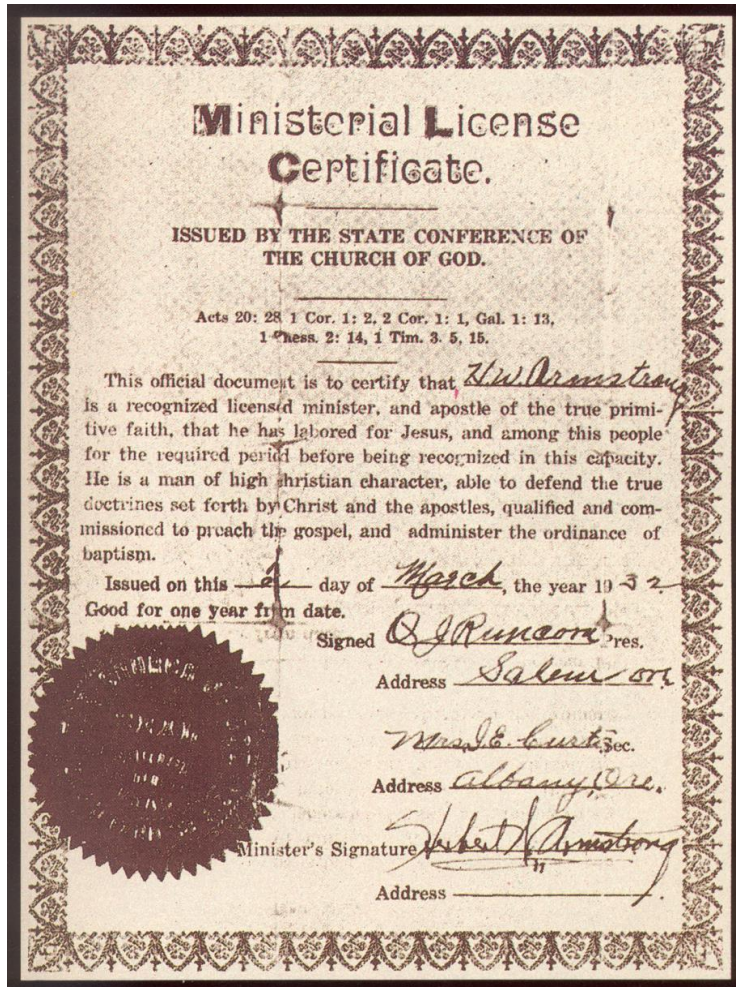 Ministerial License
Certificate.
ISSUED BY THE STATE CONFERENCE OF
THE CHURCH OF GOD.
Acts 20: 28 1 Cor. 1: 2, 2 Cor. 1: 1, Gal. 1: 13,
1 Thess. 2: 14, 1 Tim. 3. 5, 15.
This official document is to certify that H W Armstrong
is a recognized licensed minister, and apostle of the true primi-
tive faith, that he has labored for Jesus, and among this people
for the required period before being recognized in this capacity.
He is a man of high christian character, able to defend the true
doctrines set forth by Christ and the apostles, qualified and com-
missioned to preach the gospel, and administer the ordinance of
baptism.
Issued on this 2 day of March, the year 1932.
Good for one year from date.
Signed O J Runcorn Pres.
Address Salem Ore
Mrs. I. E. Curtis Sec.
Address Albany, Ore.
Minister's Signature Herbert W. Armstrong
Address